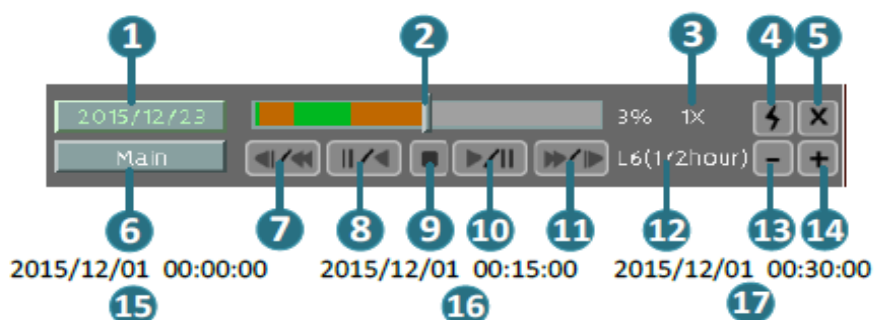 1 2 3 4 5
2015/12/23 3% 1X
Main L6(1/2hour) - +
6 7 8 9 10 11 12 13 14
2015/12/01 00:00:00 2015/12/01 00:15:00 2015/12/01 00:30:00
15 16 17